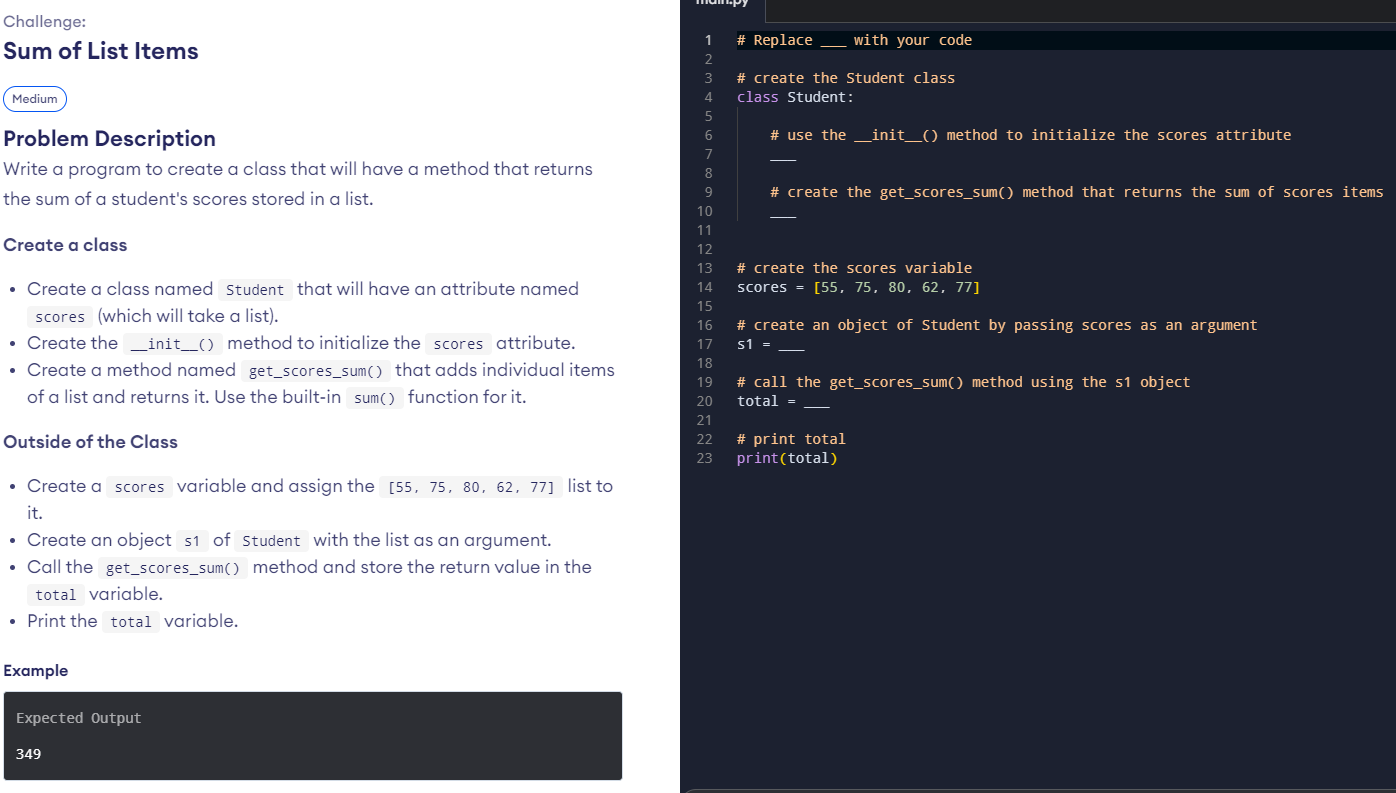 Challenge:
Sum of List Items
Medium
Problem Description
Write a program to create a class that will have a method that returns
the sum of a student's scores stored in a list.
Create a class
• Create a class named Student that will have an attribute named
scores (which will take a list).
• Create the __init__() method to initialize the scores attribute.
• Create a method named get_scores_sum() that adds individual items
of a list and returns it. Use the built-in sum() function for it.
Outside of the Class
• Create a scores variable and assign the [55, 75, 80, 62, 77] list to
it.
• Create an object s1 of Student with the list as an argument.
• Call the get_scores_sum() method and store the return value in the
total variable.
• Print the total variable.
Example
Expected Output
349
main.py
1 # Replace ___ with your code
2
3 # create the Student class
4 class Student:
5
6     # use the __init__() method to initialize the scores attribute
7     ___
8
9     # create the get_scores_sum() method that returns the sum of scores items
10     ___
11
12
13 # create the scores variable
14 scores = [55, 75, 80, 62, 77]
15
16 # create an object of Student by passing scores as an argument
17 s1 = ___
18
19 # call the get_scores_sum() method using the s1 object
20 total = ___
21
22 # print total
23 print(total)